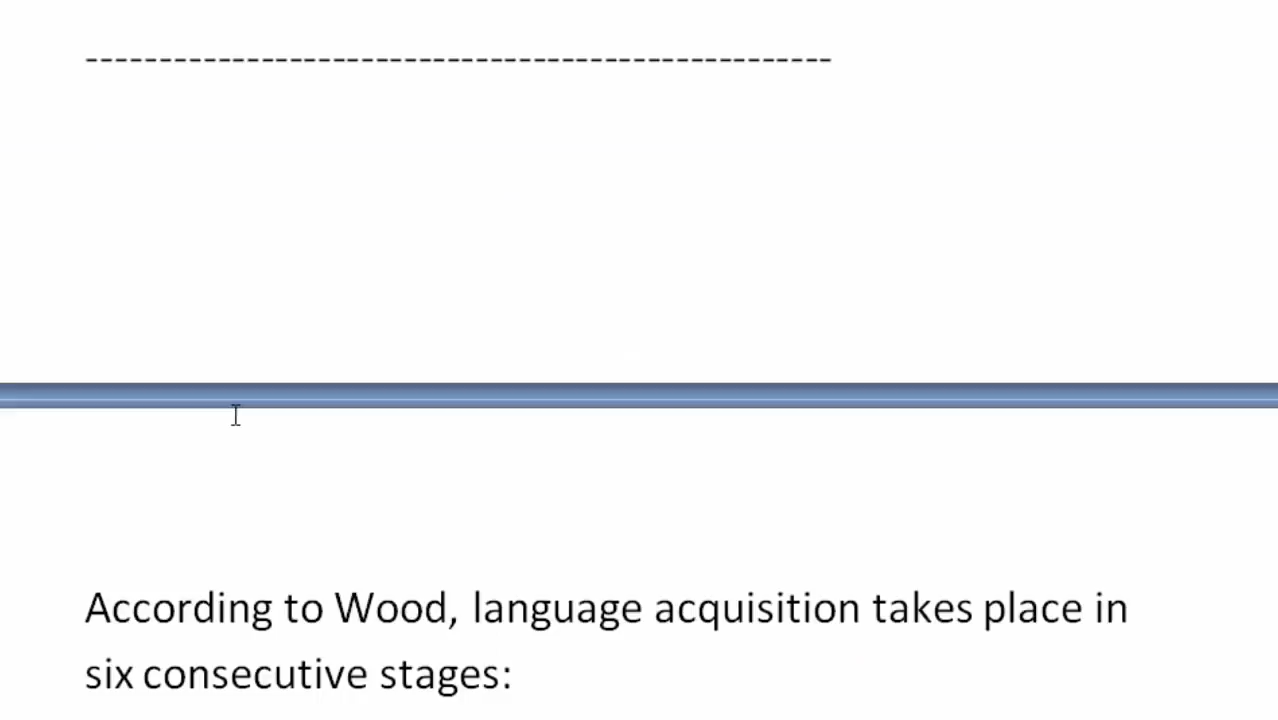 ---------------------------------------------------
According to Wood, language acquisition takes place in
six consecutive stages: